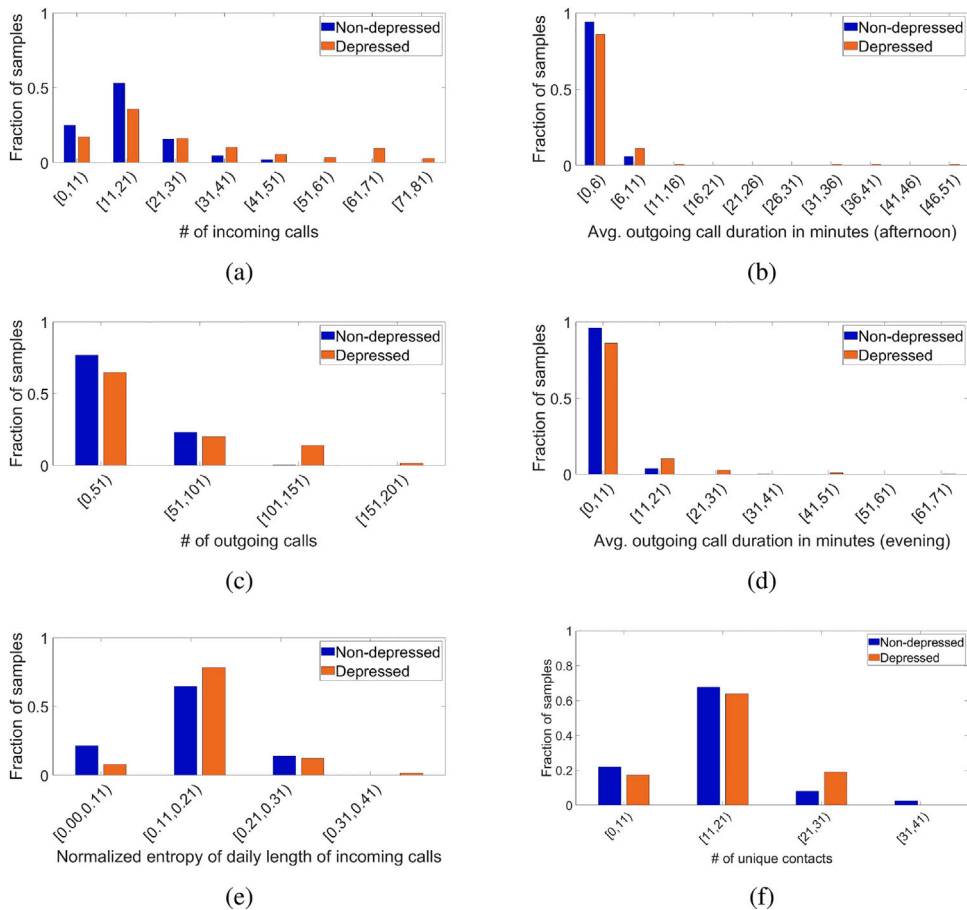 1
0.5
0
Fraction of samples
Non-depressed
Depressed
[0,11)
[11,21)
[21,31)
[31,41)
[41,51)
[51,61)
[61,71)
[71,81)
# of incoming calls
(a)
1
0.5
0
Fraction of samples
Non-depressed
Depressed
[0,6)
[6,11)
[11,16)
[16,21)
[21,26)
[26,31)
[31,36)
[36,41)
[41,46)
[46,51)
Avg. outgoing call duration in minutes (afternoon)
(b)
1
0.5
0
Fraction of samples
Non-depressed
Depressed
[0,51)
[51,101)
[101,151)
[151,201)
# of outgoing calls
(c)
1
0.5
0
Fraction of samples
Non-depressed
Depressed
[0,11)
[11,21)
[21,31)
[31,41)
[41,51)
[51,61)
[61,71)
Avg. outgoing call duration in minutes (evening)
(d)
1
0.5
0
Fraction of samples
Non-depressed
Depressed
[0.00,0.11)
[0.11,0.21)
[0.21,0.31)
[0.31,0.41)
Normalized entropy of daily length of incoming calls
(e)
1
0.8
0.6
0.4
0.2
0
Fraction of samples
Non-depressed
Depressed
[0,11)
[11,21)
[21,31)
[31,41)
# of unique contacts
(f)